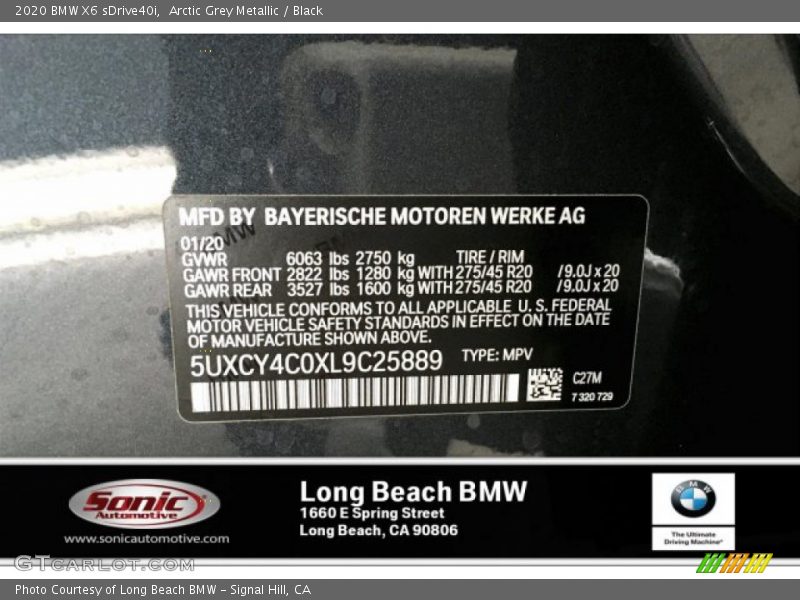 2020 BMW X6 sDrive40i,  Arctic Grey Metallic / Black
MFD BY BAYERISCHE MOTOREN WERKE AG
01/20
GVWR 6063 lbs 2750 kg TIRE / RIM
GAWR FRONT 2822 lbs 1280 kg WITH 275/45 R20 /9.0J x 20
GAWR REAR 3527 lbs 1600 kg WITH 275/45 R20 /9.0J x 20
THIS VEHICLE CONFORMS TO ALL APPLICABLE U. S. FEDERAL
MOTOR VEHICLE SAFETY STANDARDS IN EFFECT ON THE DATE
OF MANUFACTURE SHOWN ABOVE.
5UXCY4C0XL9C25889 TYPE: MPV
C27M
7 320 729
Sonic
Automotive
www.sonicautomotive.com
Long Beach BMW
1660 E Spring Street
Long Beach, CA 90806
BMW
The Ultimate
Driving Machine®
GTCARLOT.COM
Photo Courtesy of Long Beach BMW - Signal Hill, CA